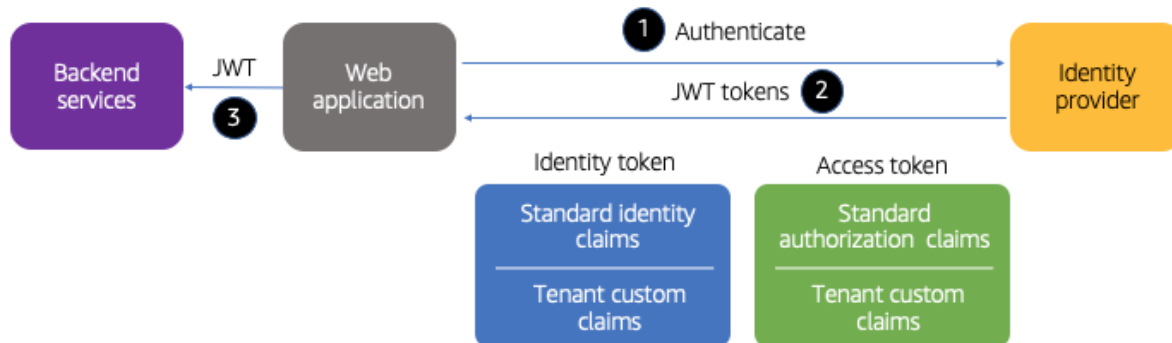 1 Authenticate
Backend
services
JWT
3
Web
application
JWT tokens 2
Identity
provider
Identity token
Access token
Standard identity
claims
Tenant custom
claims
Standard
authorization claims
Tenant custom
claims